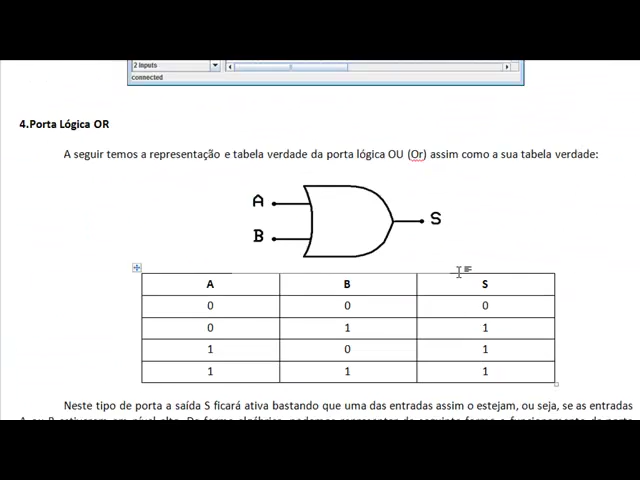 2 Inputs
connected
4.Porta Lógica OR
A seguir temos a representação e tabela verdade da porta lógica OU (Or) assim como a sua tabela verdade:
A
S
B
A B S
0 0 0
0 1 1
1 0 1
1 1 1
Neste tipo de porta a saída S ficará ativa bastando que uma das entradas assim o estejam, ou seja, se as entradas